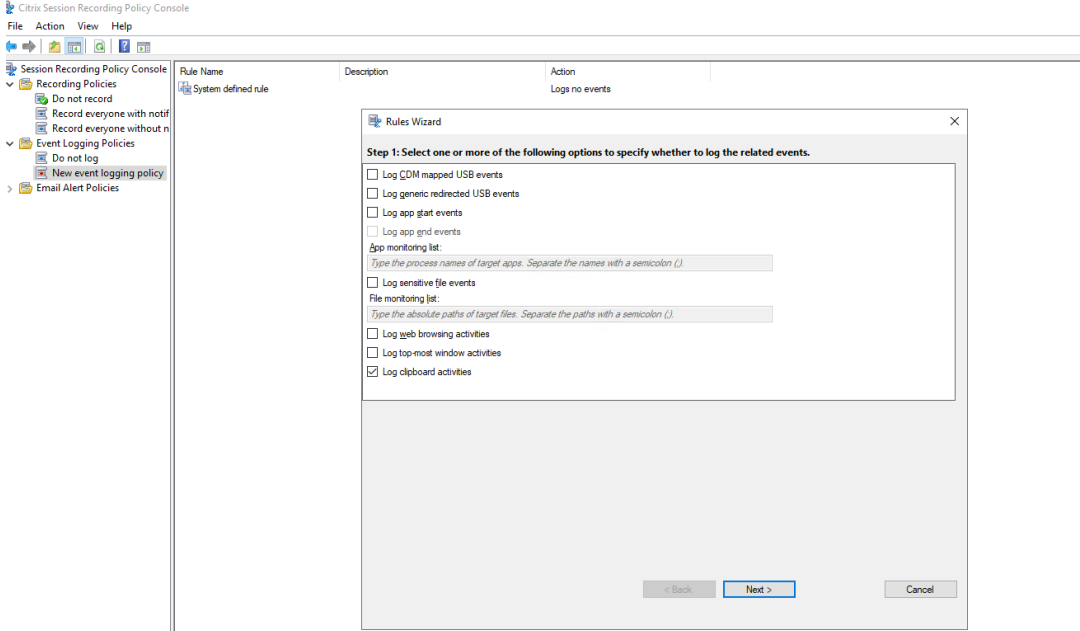 Citrix Session Recording Policy Console
File Action View Help
Session Recording Policy Console
Recording Policies
Do not record
Record everyone with notif
Record everyone without n
Event Logging Policies
Do not log
New event logging policy
Email Alert Policies
Rule Name Description Action
System defined rule Logs no events
Rules Wizard
Step 1: Select one or more of the following options to specify whether to log the related events.
Log CDM mapped USB events
Log generic redirected USB events
Log app start events
Log app end events
App monitoring list:
Type the process names of target apps. Separate the names with a semicolon (;).
Log sensitive file events
File monitoring list:
Type the absolute paths of target files. Separate the paths with a semicolon (;).
Log web browsing activities
Log top-most window activities
Log clipboard activities
< Back Next > Cancel